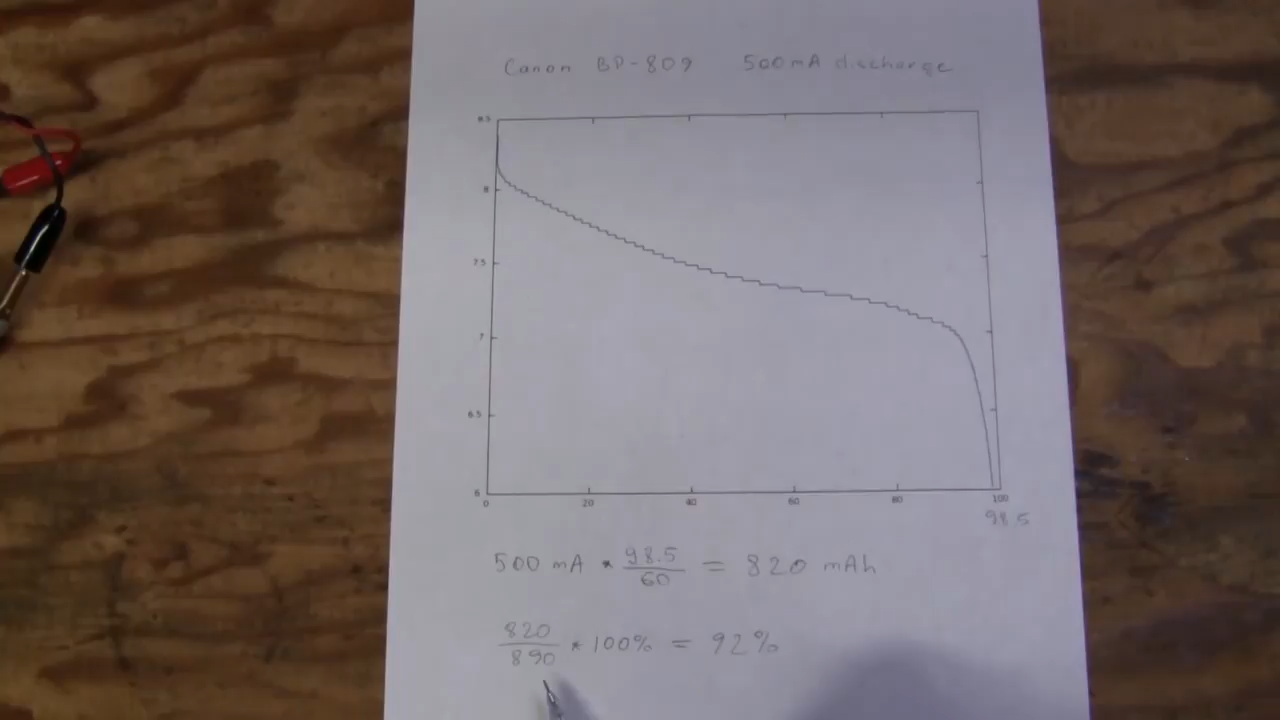 Canon BP-809 500mA discharge
8.5
8
7.5
7
6.5
6
0 20 40 60 80 100
98.5
500 mA * 98.5/60 = 820 mAh
820/890 * 100% = 92%